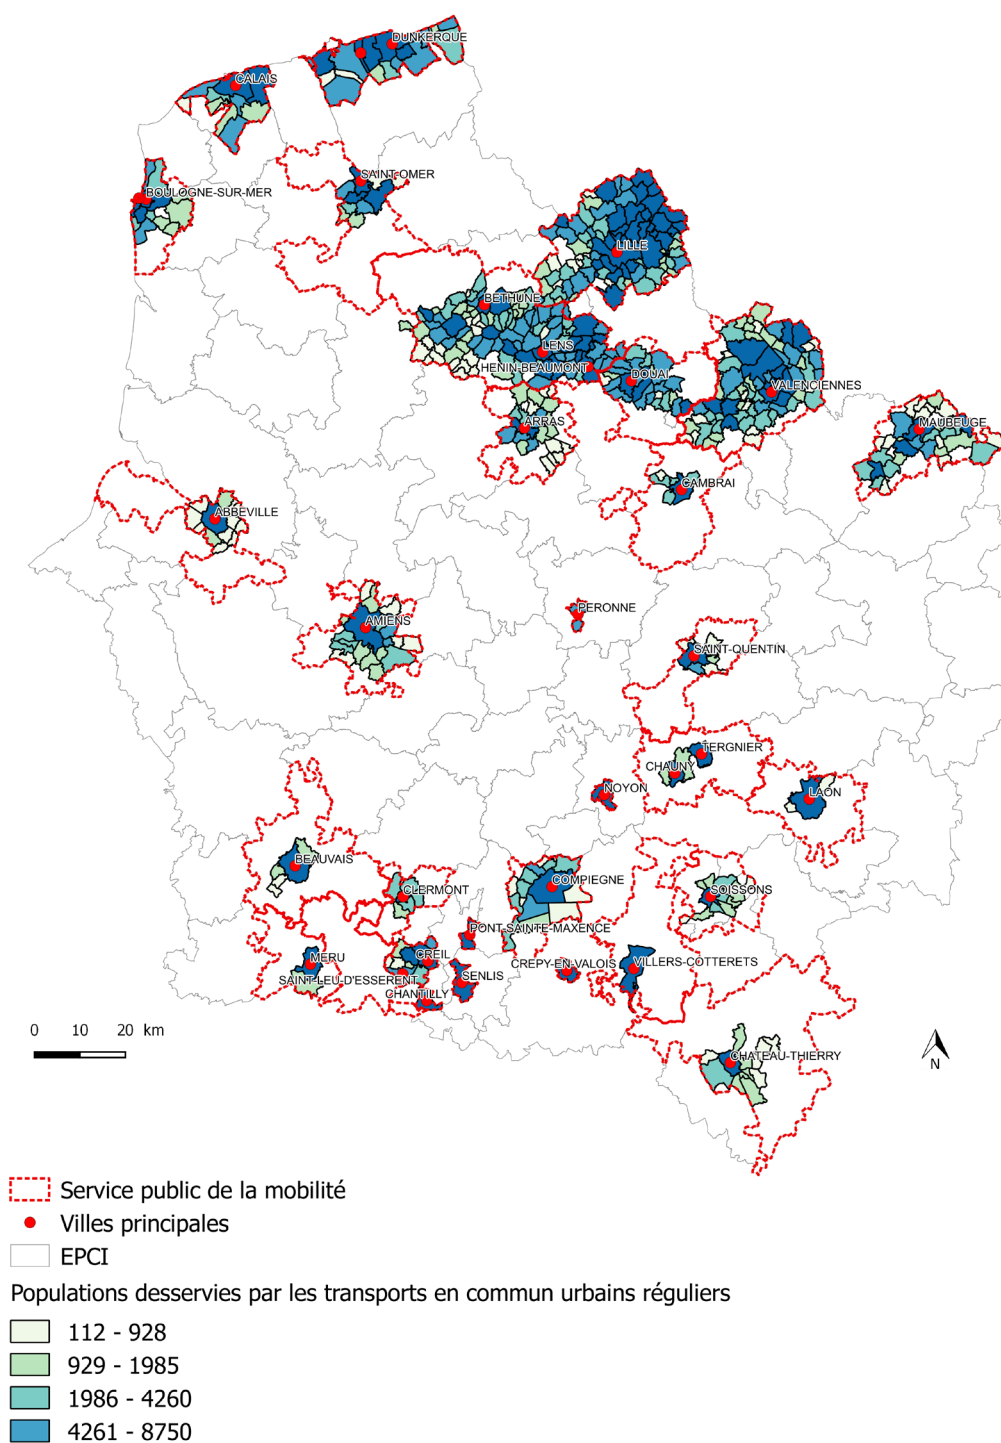 DUNKERQUE
CALAIS
SAINT-OMER
BOULOGNE-SUR-MER
LILLE
BETHUNE
LENS
HENIN-BEAUMONT
DOUAI
VALENCIENNES
ARRAS
MAUBEUGE
CAMBRAI
ABBEVILLE
PERONNE
AMIENS
SAINT-QUENTIN
TERGNIER
CHAUNY
NOYON
LAON
BEAUVAIS
COMPIEGNE
CLERMONT
SOISSONS
PONT-SAINTE-MAXENCE
MERU
CREIL
CREPY-EN-VALOIS
VILLERS-COTTERETS
SAINT-LEU-D'ESSERENT
SENLIS
CHANTILLY
0 10 20 km
CHATEAU-THIERRY
N
Service public de la mobilité
Villes principales
EPCI
Populations desservies par les transports en commun urbains réguliers
112 - 928
929 - 1985
1986 - 4260
4261 - 8750